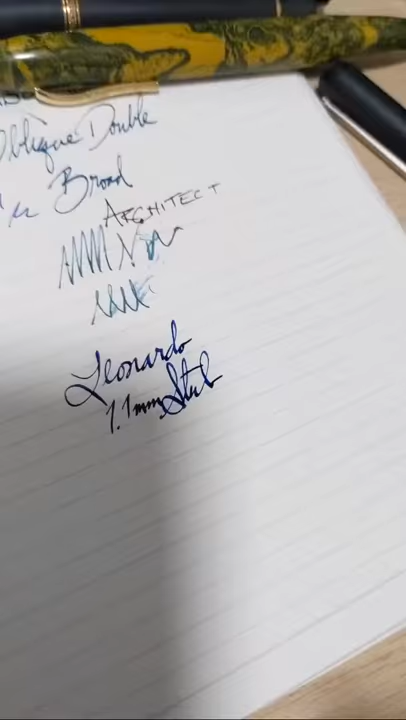 Oblique Double
Broad
ARCHITECT
Leonardo
1.1mm Stub